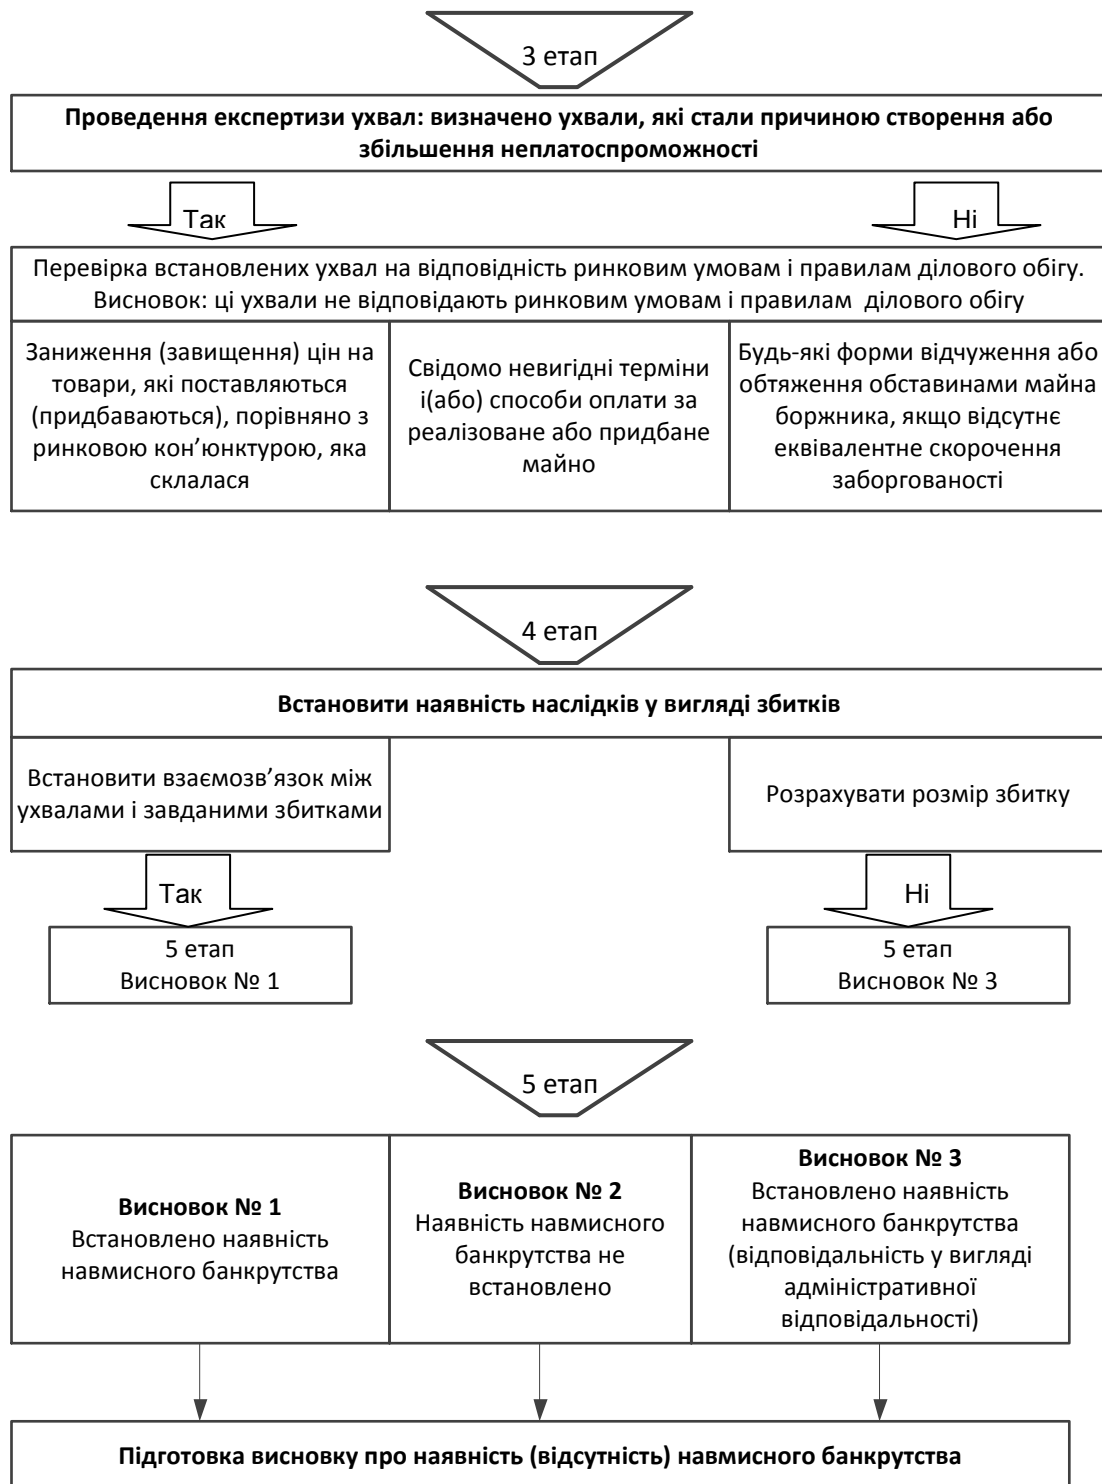 3 етап
Проведення експертизи ухвал: визначено ухвали, які стали причиною створення або
збільшення неплатоспроможності
Так
Ні
Перевірка встановлених ухвал на відповідність ринковим умовам і правилам ділового обігу.
Висновок: ці ухвали не відповідають ринковим умовам і правилам ділового обігу
Заниження (завищення) цін на
товари, які поставляються
(придбаваються), порівняно з
ринковою кон’юнктурою, яка
склалася
Свідомо невигідні терміни
і(або) способи оплати за
реалізоване або придбане
майно
Будь-які форми відчуження або
обтяження обставинами майна
боржника, якщо відсутнє
еквівалентне скорочення
заборгованості
4 етап
Встановити наявність наслідків у вигляді збитків
Встановити взаємозв’язок між
ухвалами і завданими збитками
Розрахувати розмір збитку
Так
Ні
5 етап
Висновок № 1
5 етап
Висновок № 3
5 етап
Висновок № 1
Встановлено наявність
навмисного банкрутства
Висновок № 2
Наявність навмисного
банкрутства не
встановлено
Висновок № 3
Встановлено наявність
навмисного банкрутства
(відповідальність у вигляді
адміністративної
відповідальності)
Підготовка висновку про наявність (відсутність) навмисного банкрутства